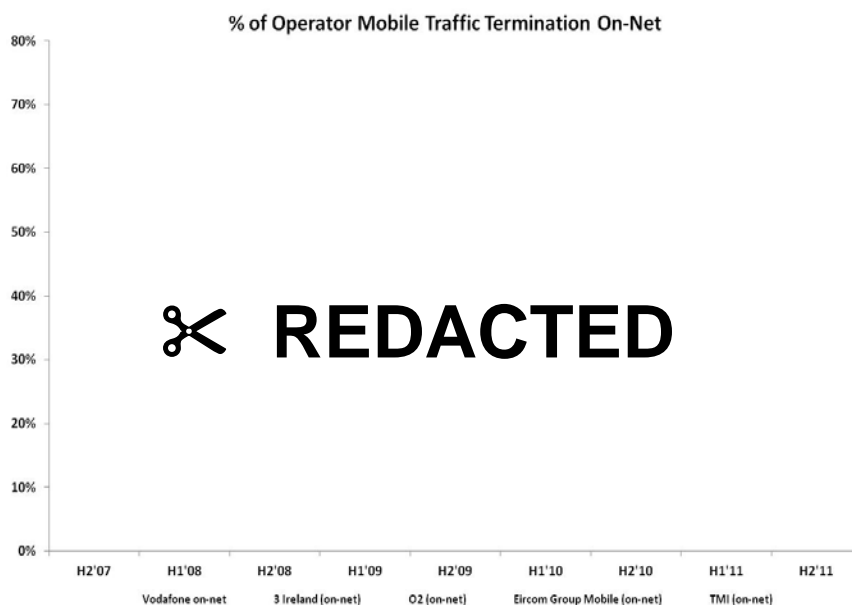 % of Operator Mobile Traffic Termination On-Net
80%
70%
60%
50%
40%
30%
20%
10%
0%
REDACTED
H2'07 H1'08 H2'08 H1'09 H2'09 H1'10 H2'10 H1'11 H2'11
Vodafone on-net 3 Ireland (on-net) O2 (on-net) Eircom Group Mobile (on-net) TMI (on-net)